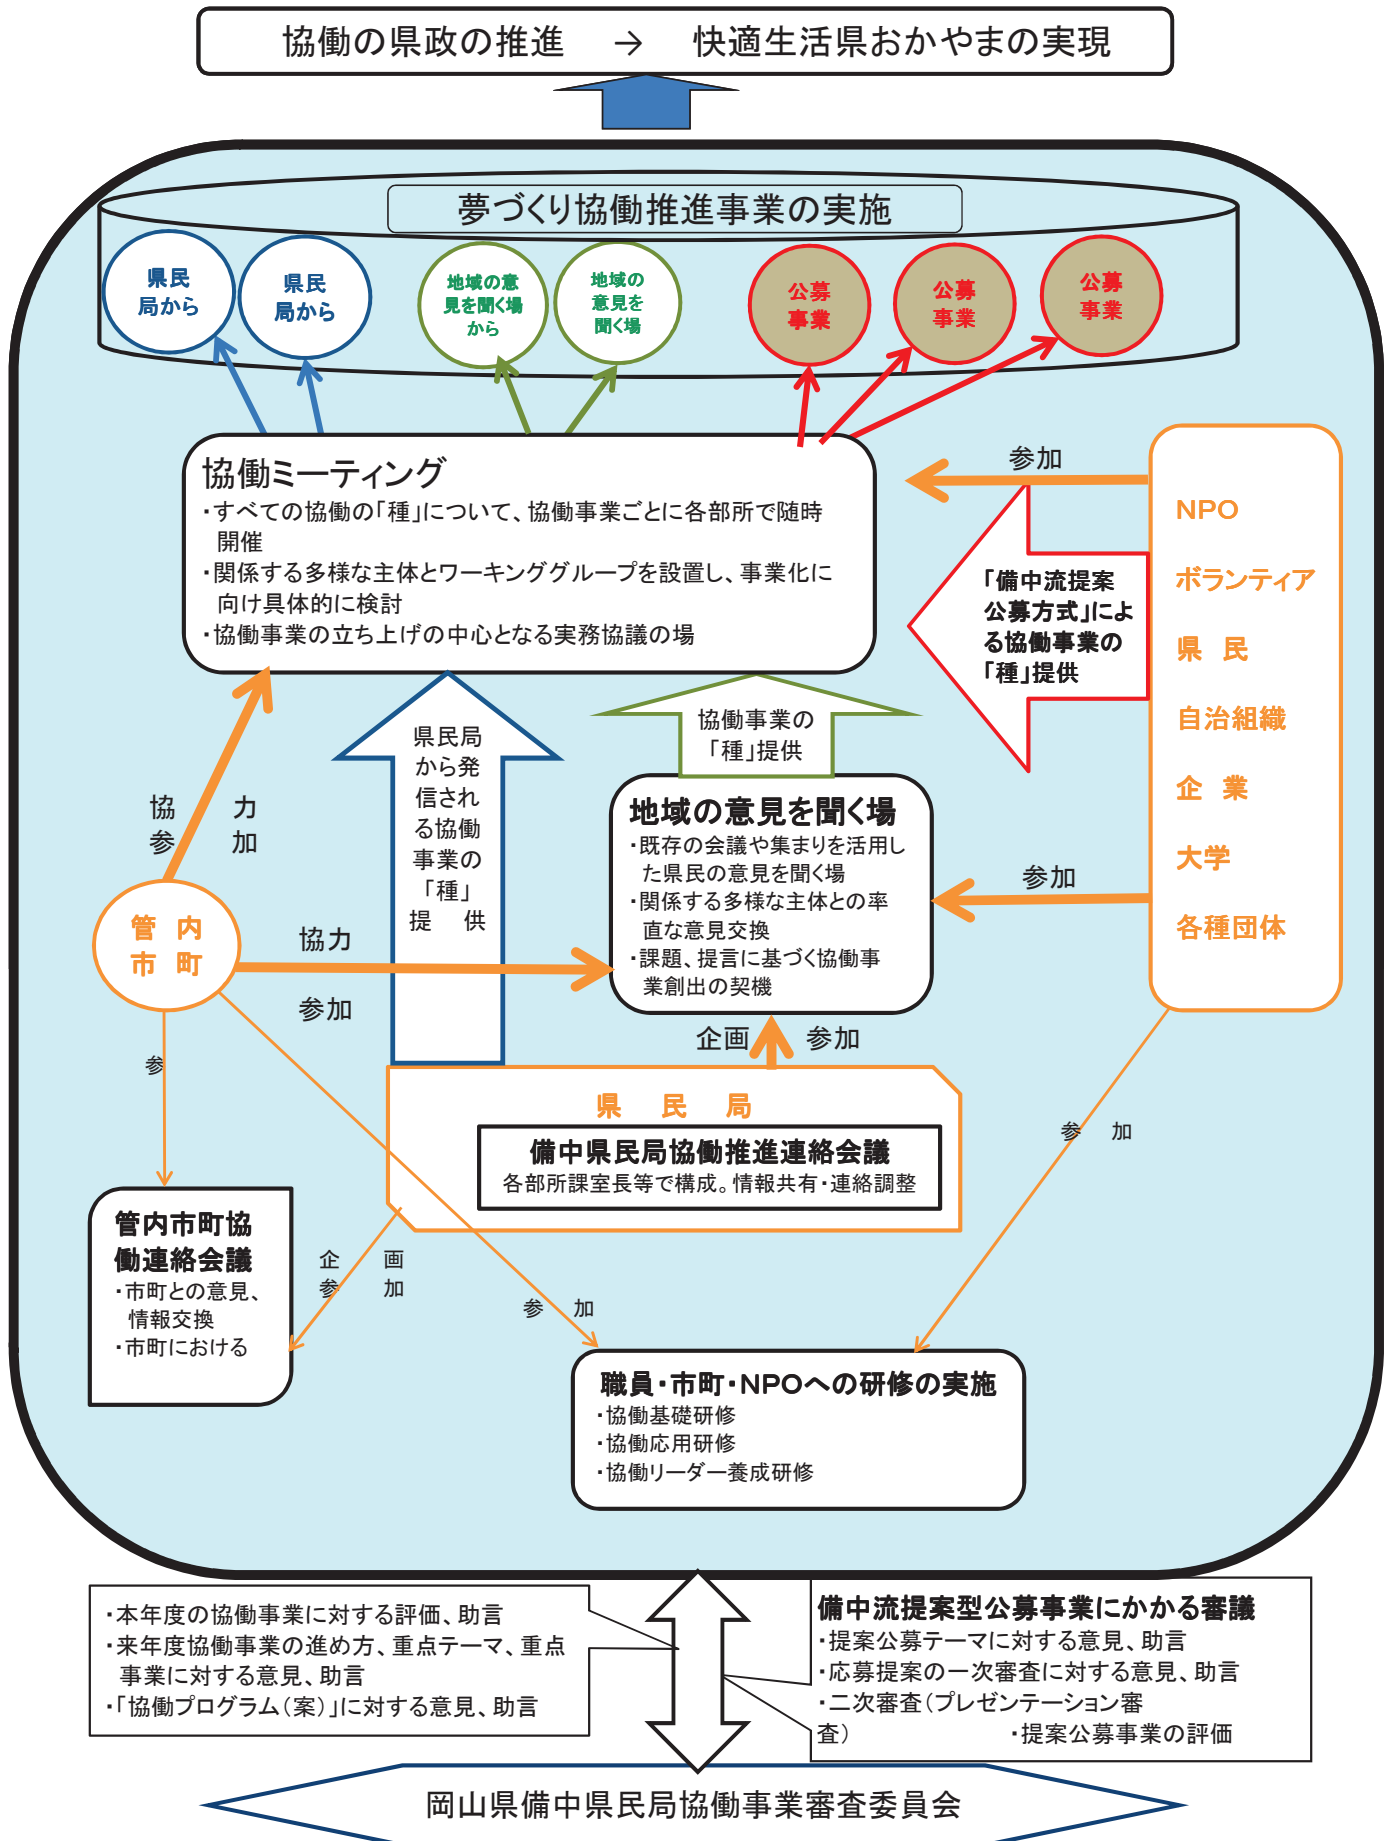 協働の県政の推進　→　快適生活県おかやまの実現
夢づくり協働推進事業の実施
県民
局から
県民
局から
地域の意
見を聞く場
から
地域の
意見を
聞く場
公募
事業
公募
事業
公募
事業
協働ミーティング
・すべての協働の「種」について、協働事業ごとに各部所で随時
開催
・関係する多様な主体とワーキンググループを設置し、事業化に
向け具体的に検討
・協働事業の立ち上げの中心となる実務協議の場
参加
NPO
ボランティア
県　民
自治組織
企　業
大学
各種団体
「備中流提案
公募方式」によ
る協働事業の
「種」提供
協働事業の
「種」提供
県民局
から発
信され
る協働
事業の
「種」
提　供
協　力
参　加
地域の意見を聞く場
・既存の会議や集まりを活用し
た県民の意見を聞く場
・関係する多様な主体との率
直な意見交換
・課題、提言に基づく協働事
業創出の契機
参加
管　内
市　町
協力
参加
企画　参加
参
県　民　局
備中県民局協働推進連絡会議
各部所課室長等で構成。情報共有・連絡調整
参　加
管内市町協
働連絡会議
・市町との意見、
情報交換
・市町における
企　画
参　加
参　加
職員・市町・NPOへの研修の実施
・協働基礎研修
・協働応用研修
・協働リーダー養成研修
・本年度の協働事業に対する評価、助言
・来年度協働事業の進め方、重点テーマ、重点
事業に対する意見、助言
・「協働プログラム（案）」に対する意見、助言
備中流提案型公募事業にかかる審議
・提案公募テーマに対する意見、助言
・応募提案の一次審査に対する意見、助言
・二次審査（プレゼンテーション審
査）　・提案公募事業の評価
岡山県備中県民局協働事業審査委員会